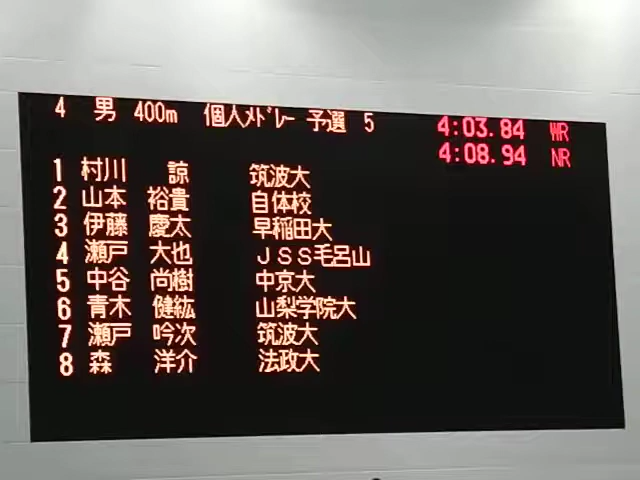 4 男 400m 個人メドレー 予選 5 4:03.84 WR
4:08.94 NR
1 村川 諒 筑波大
2 山本 裕貴 自体校
3 伊藤 慶太 早稲田大
4 瀬戸 大也 JSS毛呂山
5 中谷 尚樹 中京大
6 青木 健紘 山梨学院大
7 瀬戸 吟次 筑波大
8 森 洋介 法政大